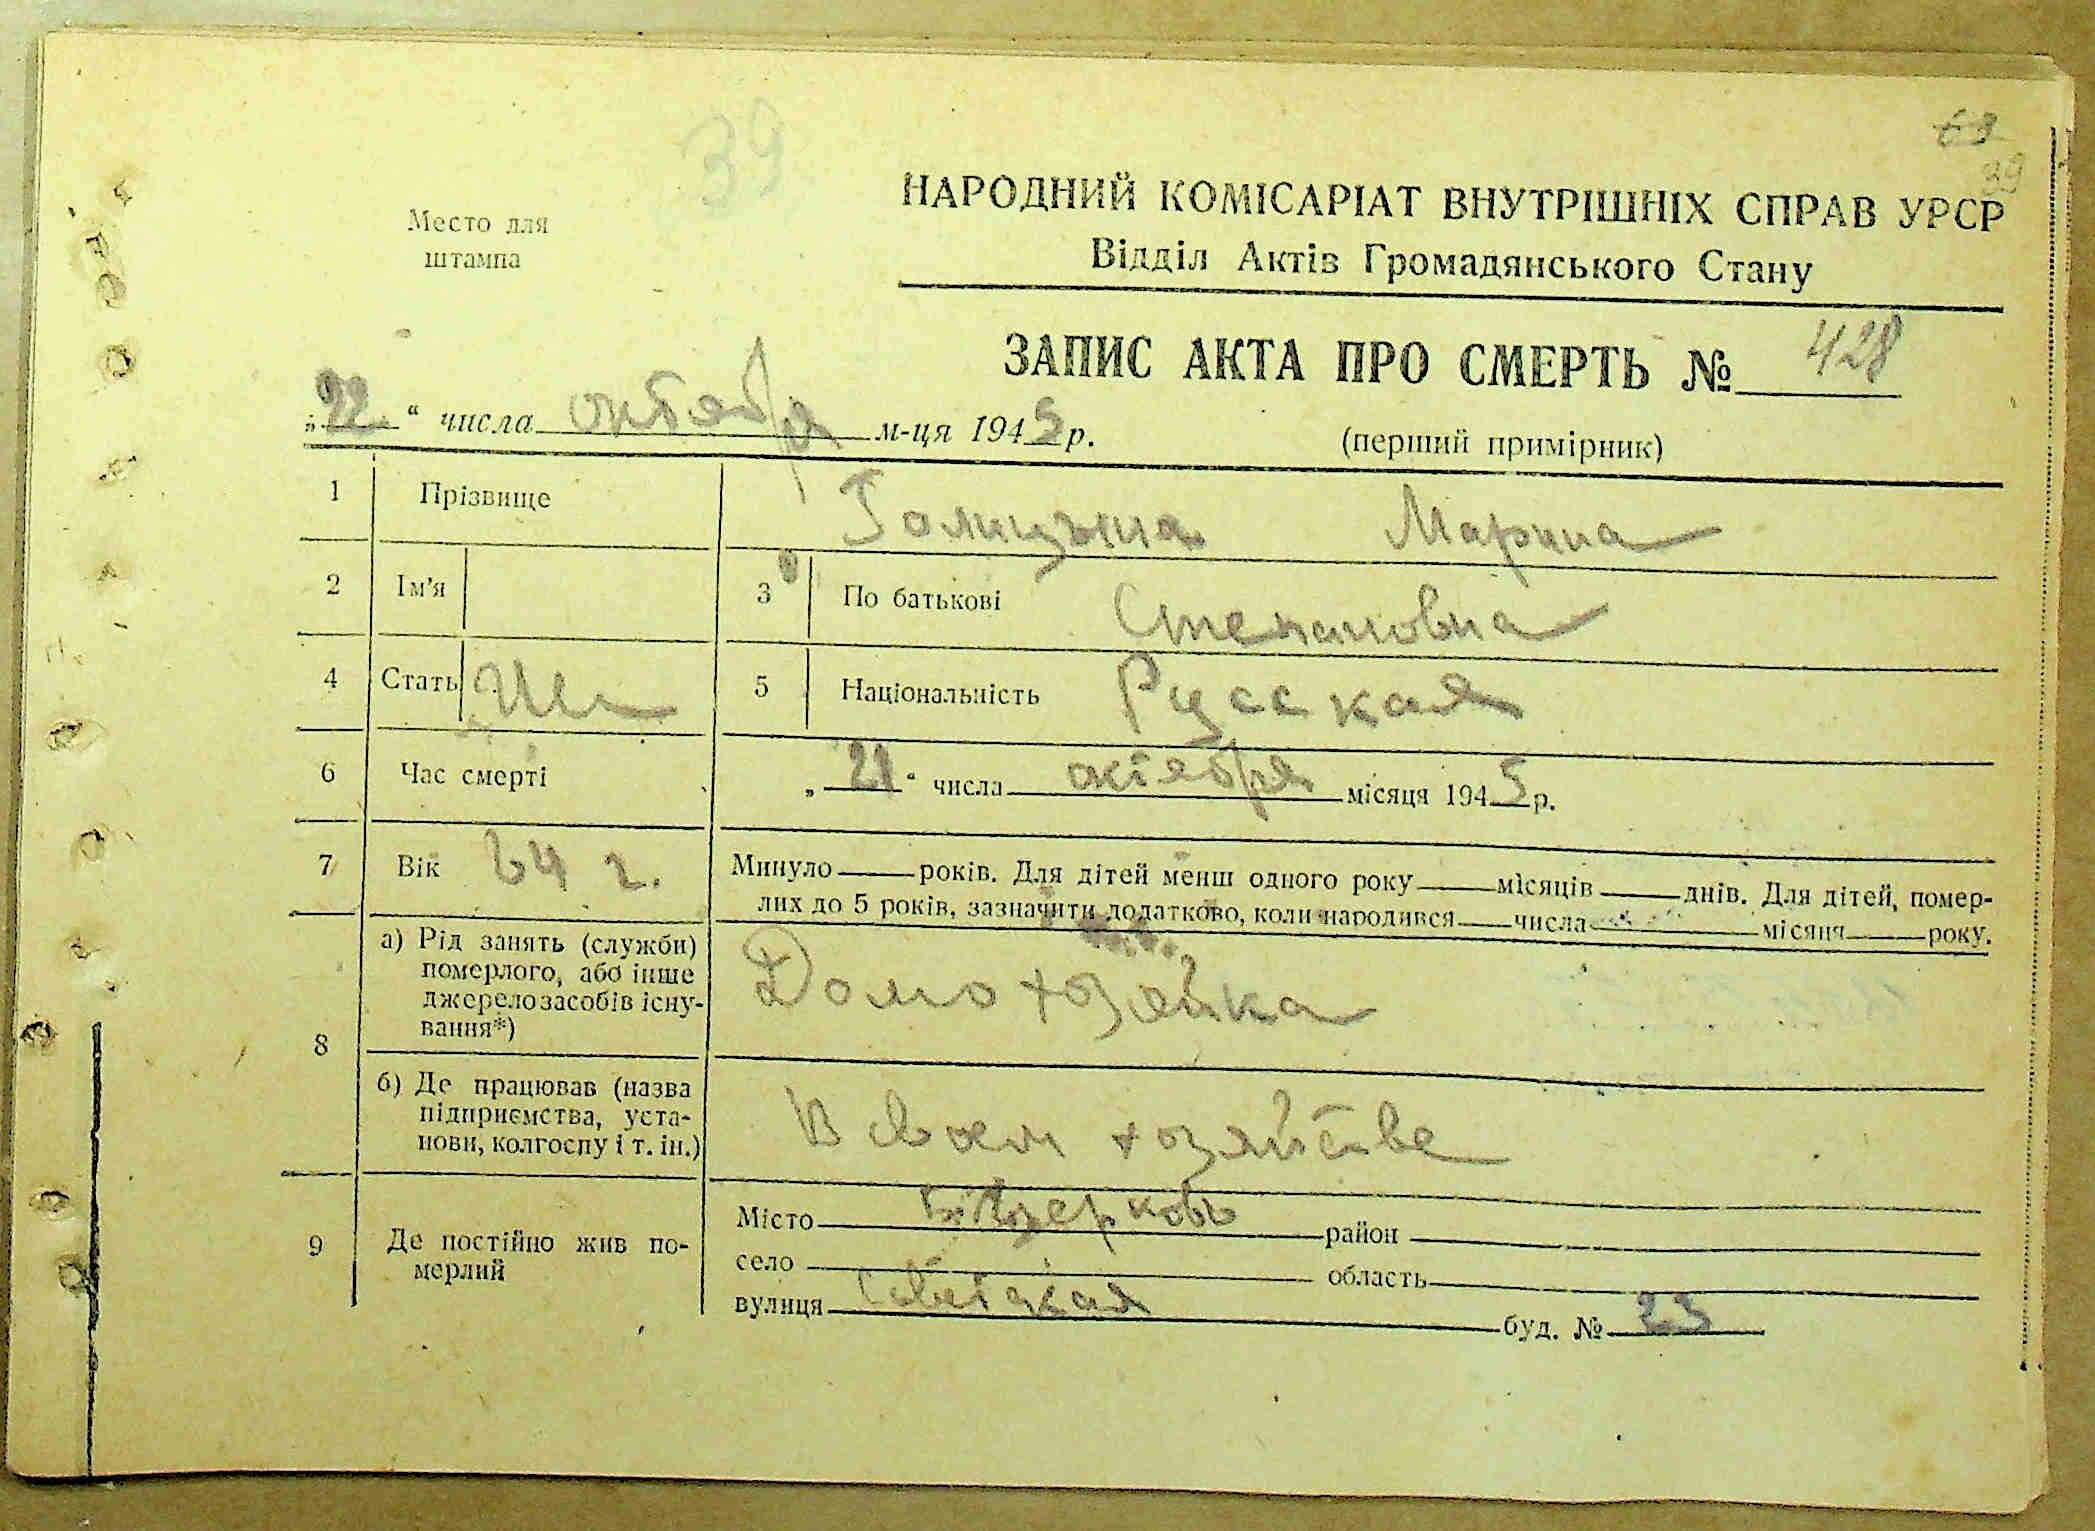 69
39
39
Место для
штампа
НАРОДНИЙ КОМІСАРІАТ ВНУТРІШНІХ СПРАВ УРСР
Відділ Актів Громадянського Стану
ЗАПИС АКТА ПРО СМЕРТЬ № 428
„22“ числа октября м-ця 1945 р. (перший примірник)
1 Прізвище Голицына Марина
2 Ім'я 3 По батькові Степановна
4 Стать 5 Національність Русская
6 Час смерті „21“ числа октября місяця 1945 р.
7 Вік 64 г. Минуло — років. Для дітей менш одного року — місяців — днів. Для дітей, помер-
лих до 5 років, зазначити додатково, коли народився — числа — місяця — року.
8 а) Рід занять (служби)
померлого, або інше
джерело засобів існу-
вання*)
Домохозяйка
б) Де працював (назва
підприємства, уста-
нови, колгоспу і т. ін.)
В своем хозяйстве
9 Де постійно жив по-
мерлий
Місто район
село область
вулиця Советская буд. № 23